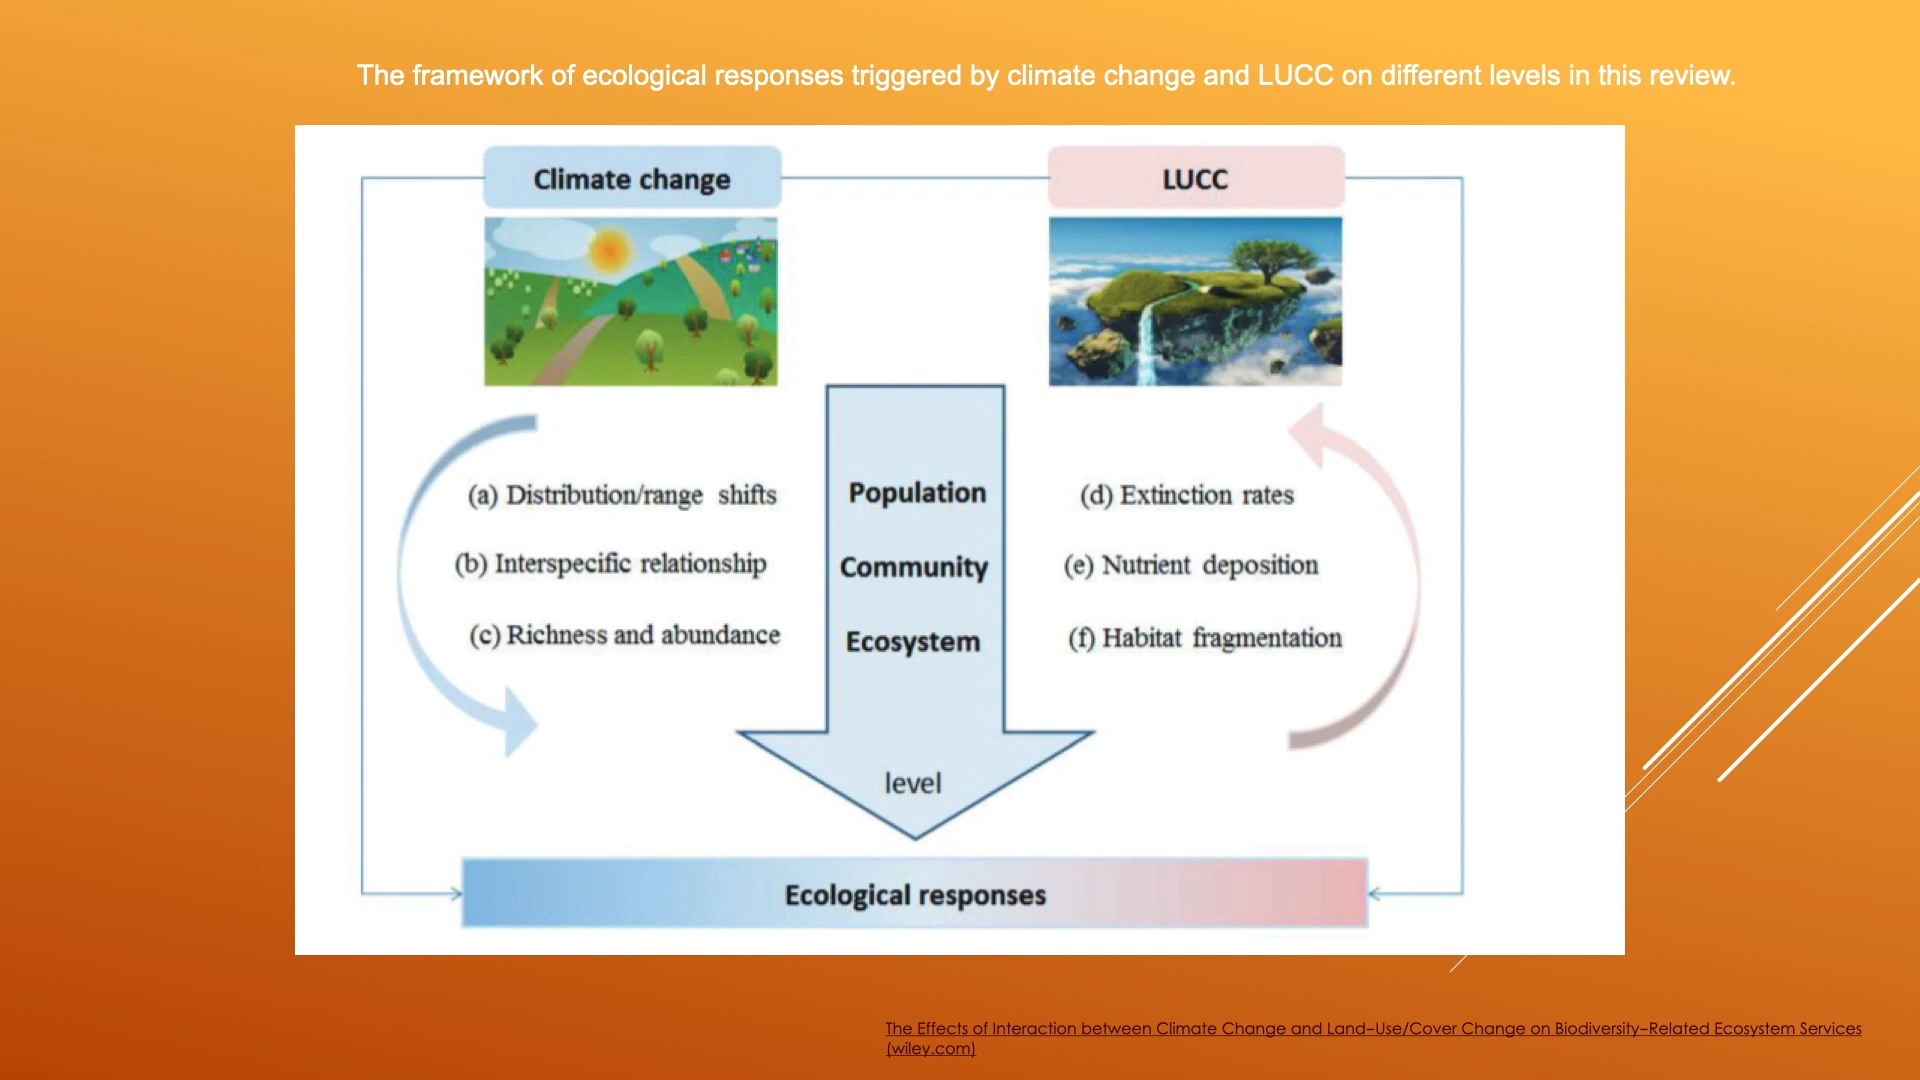 The framework of ecological responses triggered by climate change and LUCC on different levels in this review.
Climate change
LUCC
(a) Distribution/range shifts
(b) Interspecific relationship
(c) Richness and abundance
Population
Community
Ecosystem
level
(d) Extinction rates
(e) Nutrient deposition
(f) Habitat fragmentation
Ecological responses
The Effects of Interaction between Climate Change and Land–Use/Cover Change on Biodiversity–Related Ecosystem Services
(wiley.com)